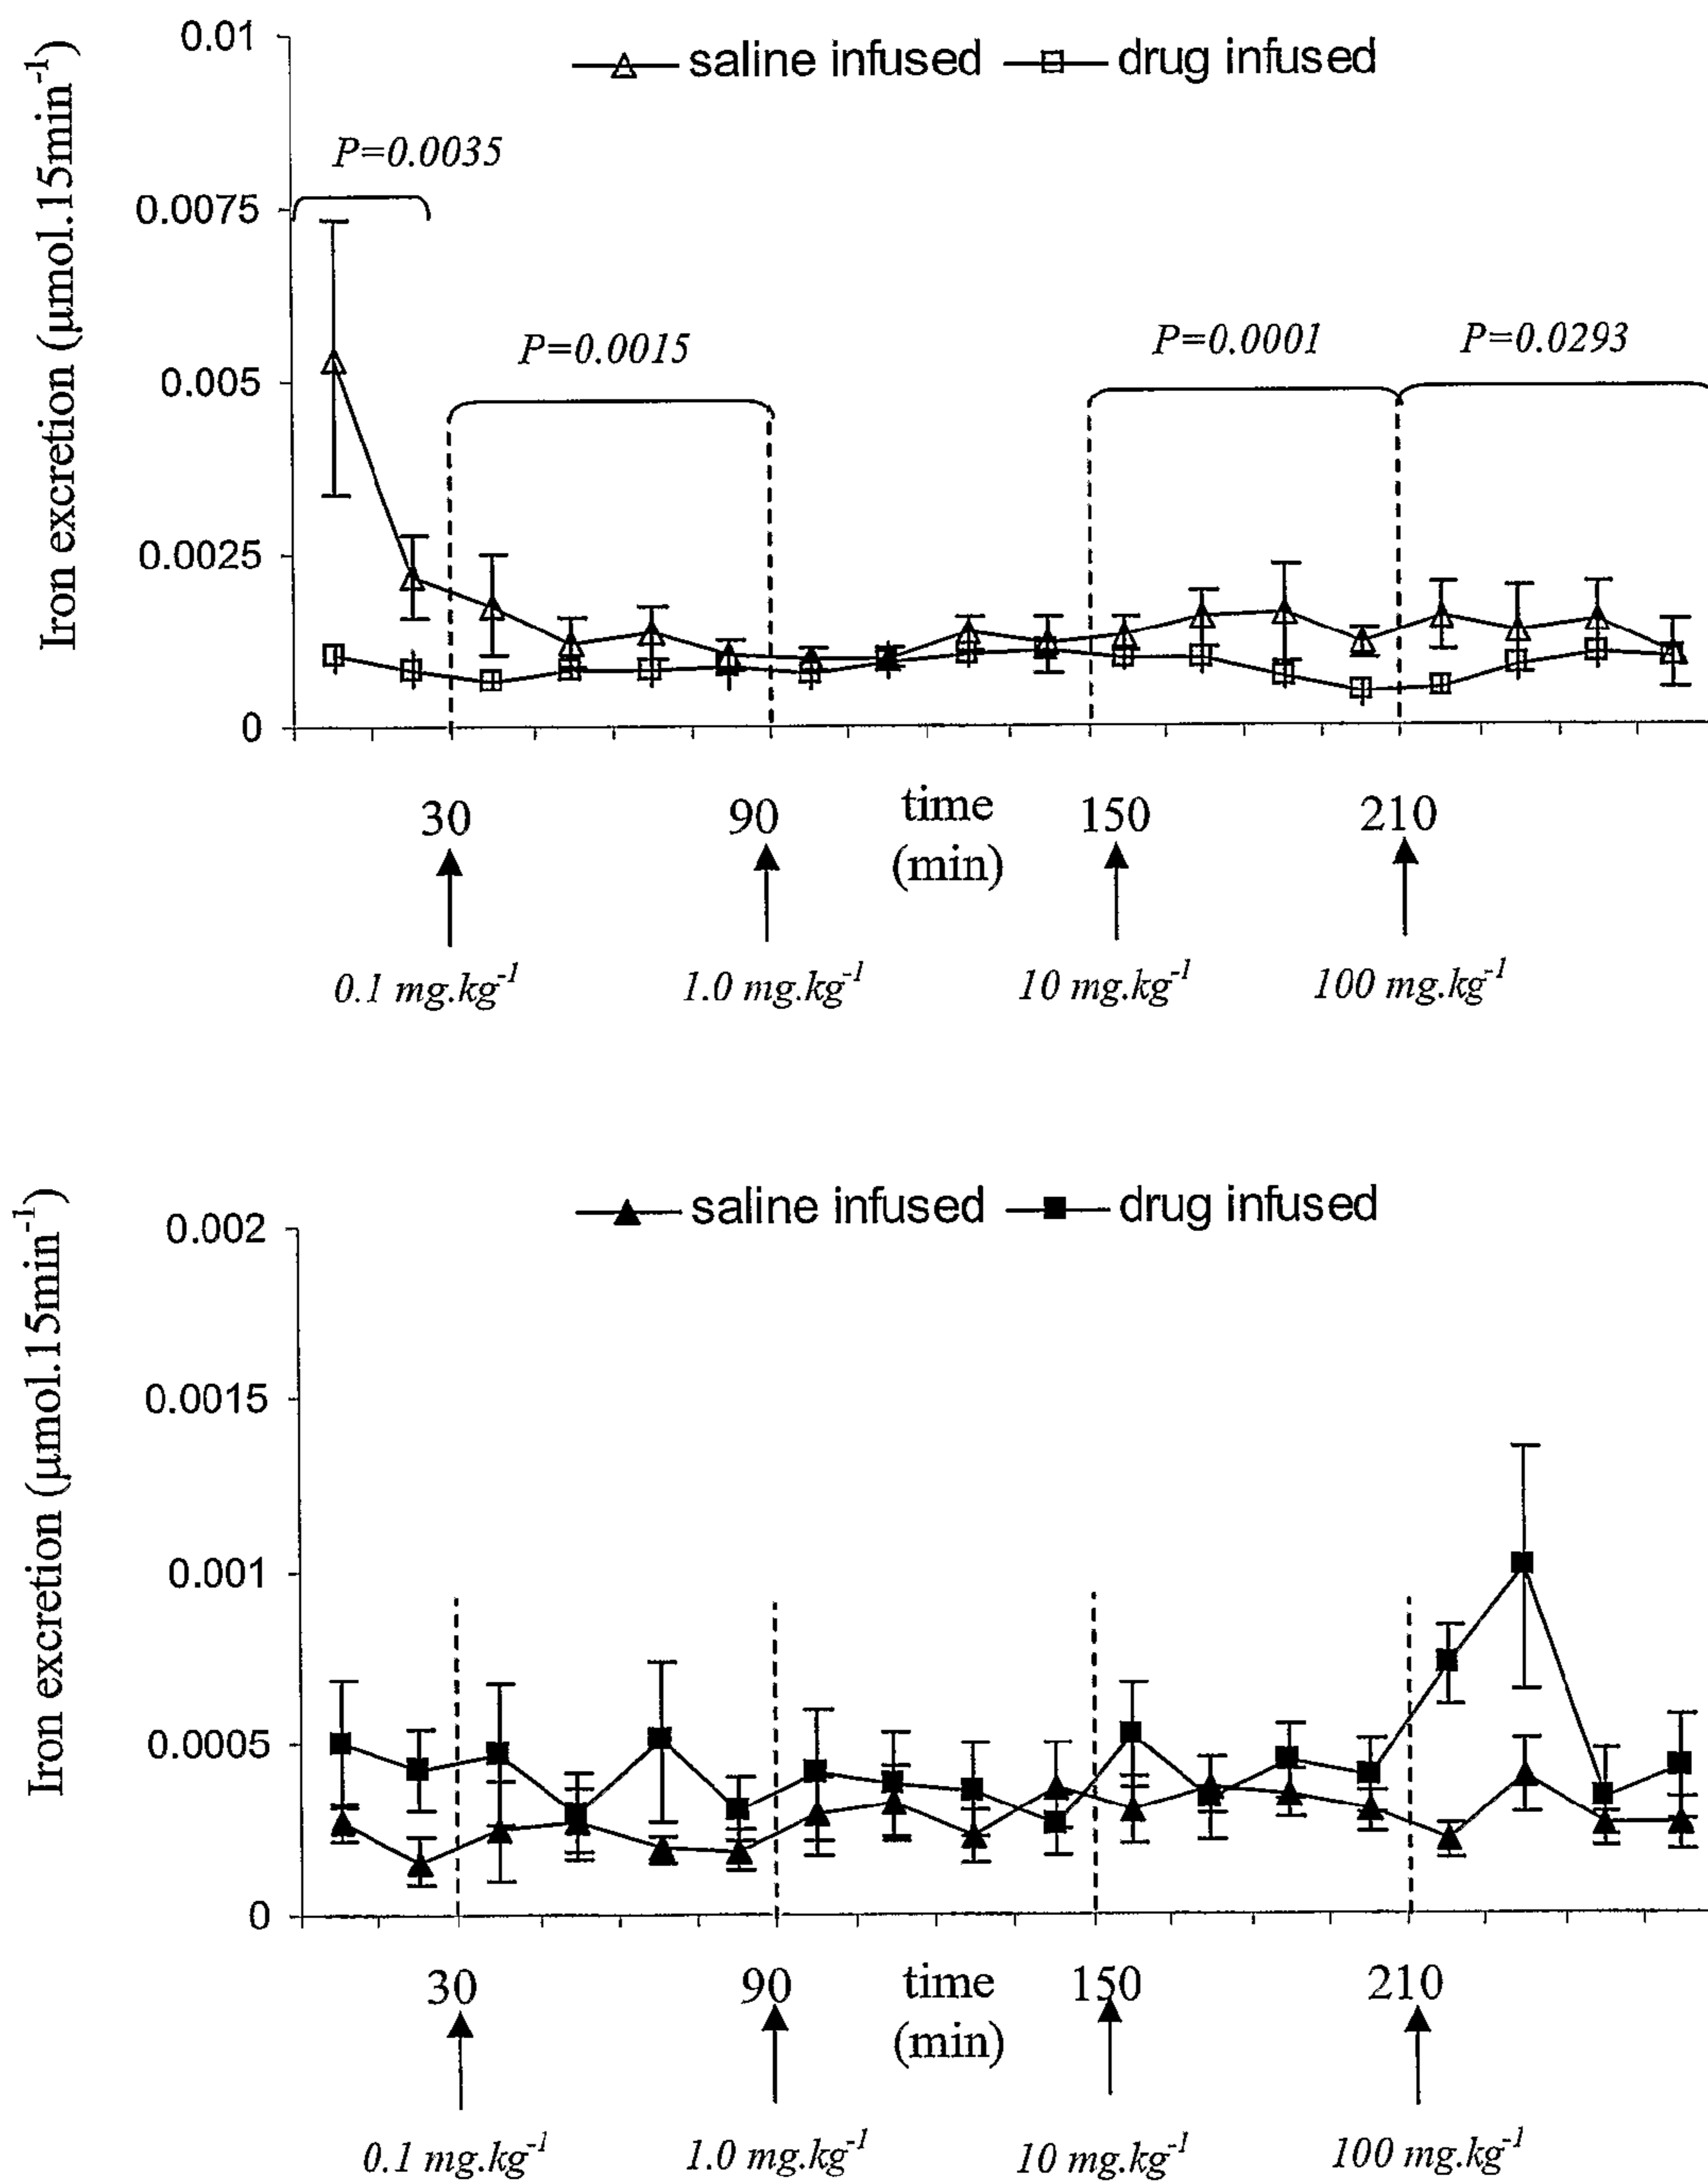 Iron excretion (µmol.15min⁻¹)
0.01
0.0075
0.005
0.0025
0
saline infused
drug infused
P=0.0035
P=0.0015
P=0.0001
P=0.0293
30
90
time
(min)
150
210
0.1 mg.kg⁻¹
1.0 mg.kg⁻¹
10 mg.kg⁻¹
100 mg.kg⁻¹
Iron excretion (µmol.15min⁻¹)
0.002
0.0015
0.001
0.0005
0
saline infused
drug infused
30
90
time
(min)
150
210
0.1 mg.kg⁻¹
1.0 mg.kg⁻¹
10 mg.kg⁻¹
100 mg.kg⁻¹